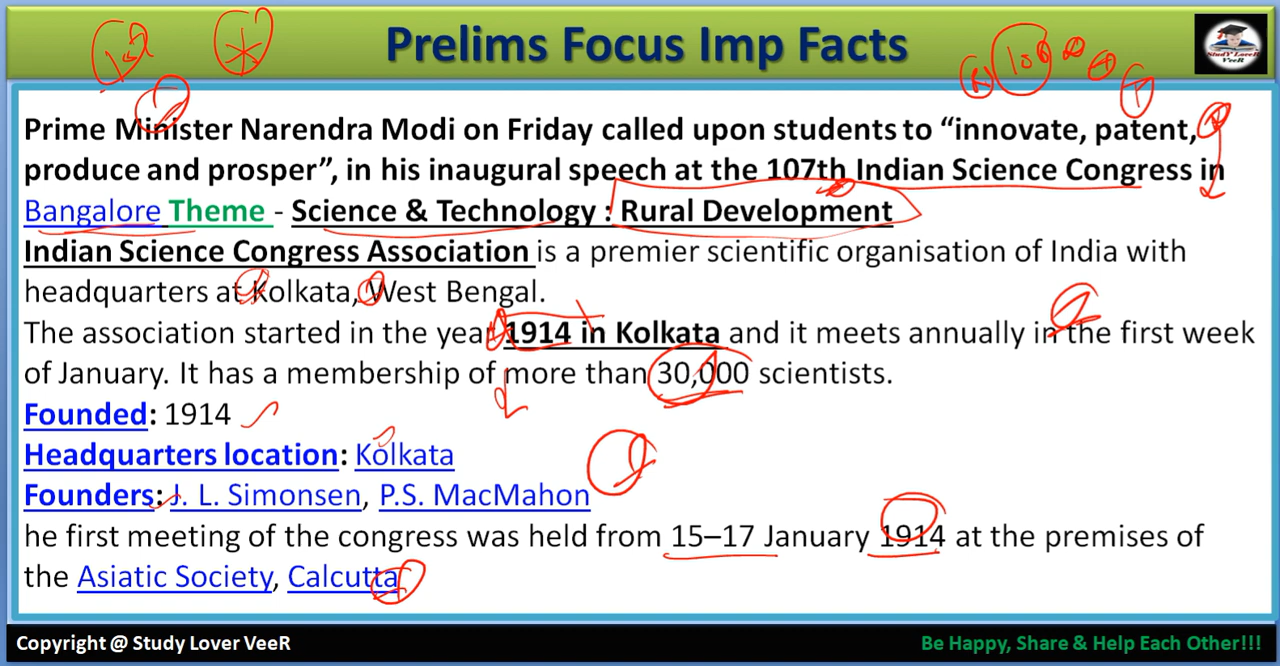 Prelims Focus Imp Facts
StuDY LoveR
VeeR
Prime Minister Narendra Modi on Friday called upon students to “innovate, patent,
produce and prosper”, in his inaugural speech at the 107th Indian Science Congress in
Bangalore Theme - Science & Technology : Rural Development
Indian Science Congress Association is a premier scientific organisation of India with
headquarters at Kolkata, West Bengal.
The association started in the year 1914 in Kolkata and it meets annually in the first week
of January. It has a membership of more than 30,000 scientists.
Founded: 1914
Headquarters location: Kolkata
Founders: J. L. Simonsen, P.S. MacMahon
he first meeting of the congress was held from 15–17 January 1914 at the premises of
the Asiatic Society, Calcutta
Copyright @ Study Lover VeeR
Be Happy, Share & Help Each Other!!!